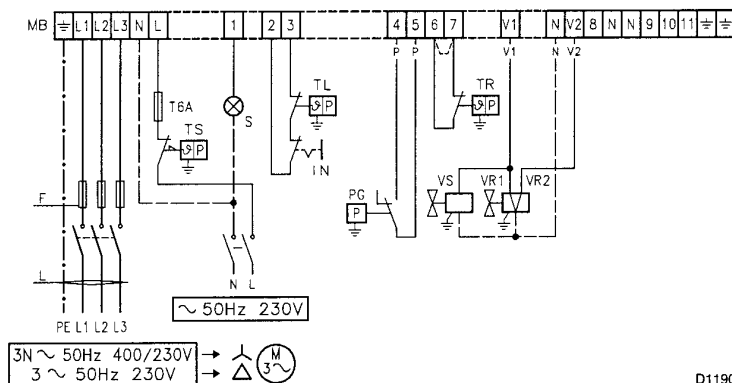 MB L1 L2 L3 N L 1 2 3 4 5 6 7 V1 N V2 8 N N 9 10 11
P P V1 N V2
T6A
S
TL
ϑ P
TR
ϑ P
TS
ϑ P
IN
F
PG
P
VS VR1 VR2
L
N L
PE L1 L2 L3
~ 50Hz 230V
3N ~ 50Hz 400/230V
3 ~ 50Hz 230V
M
3~
D1190